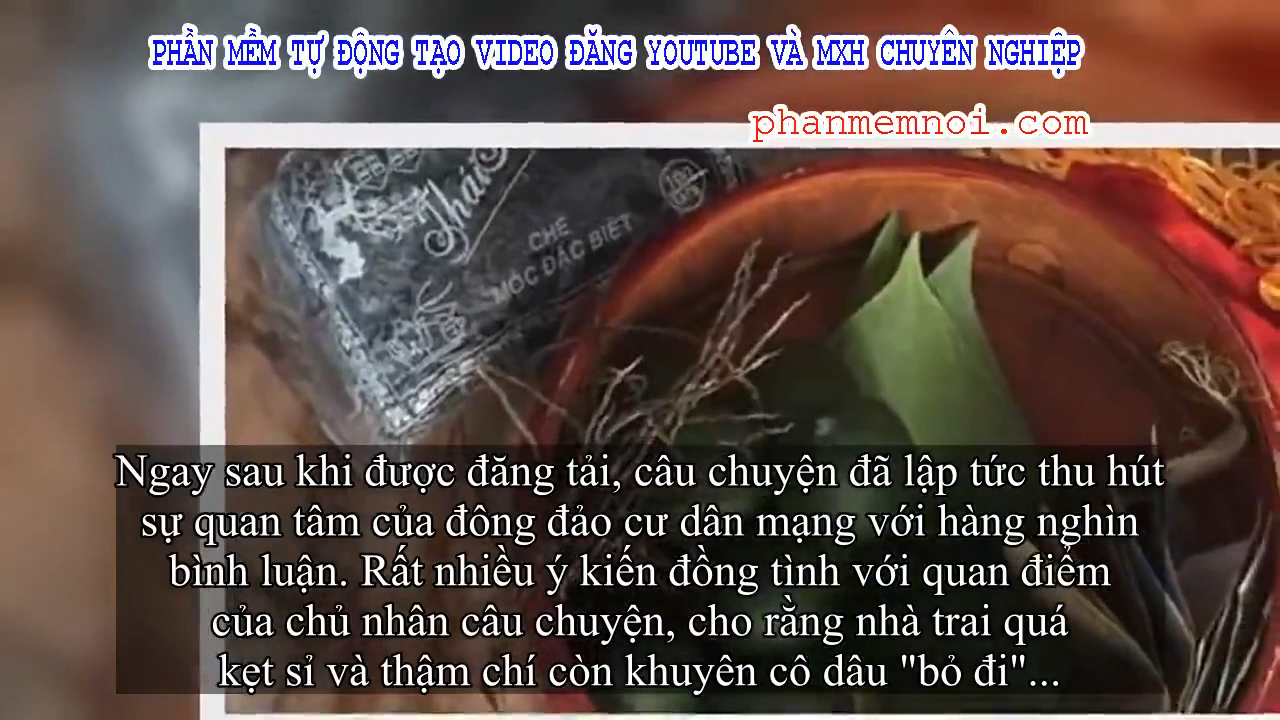 PHẦN MỀM TỰ ĐỘNG TẠO VIDEO ĐĂNG YOUTUBE VÀ MXH CHUYÊN NGHIỆP
phanmemnoi.com
Thái
CHÈ
MÓC ĐẶC BIỆT
Ngay sau khi được đăng tải, câu chuyện đã lập tức thu hút
sự quan tâm của đông đảo cư dân mạng với hàng nghìn
bình luận. Rất nhiều ý kiến đồng tình với quan điểm
của chủ nhân câu chuyện, cho rằng nhà trai quá
kẹt sỉ và thậm chí còn khuyên cô dâu "bỏ đi"...